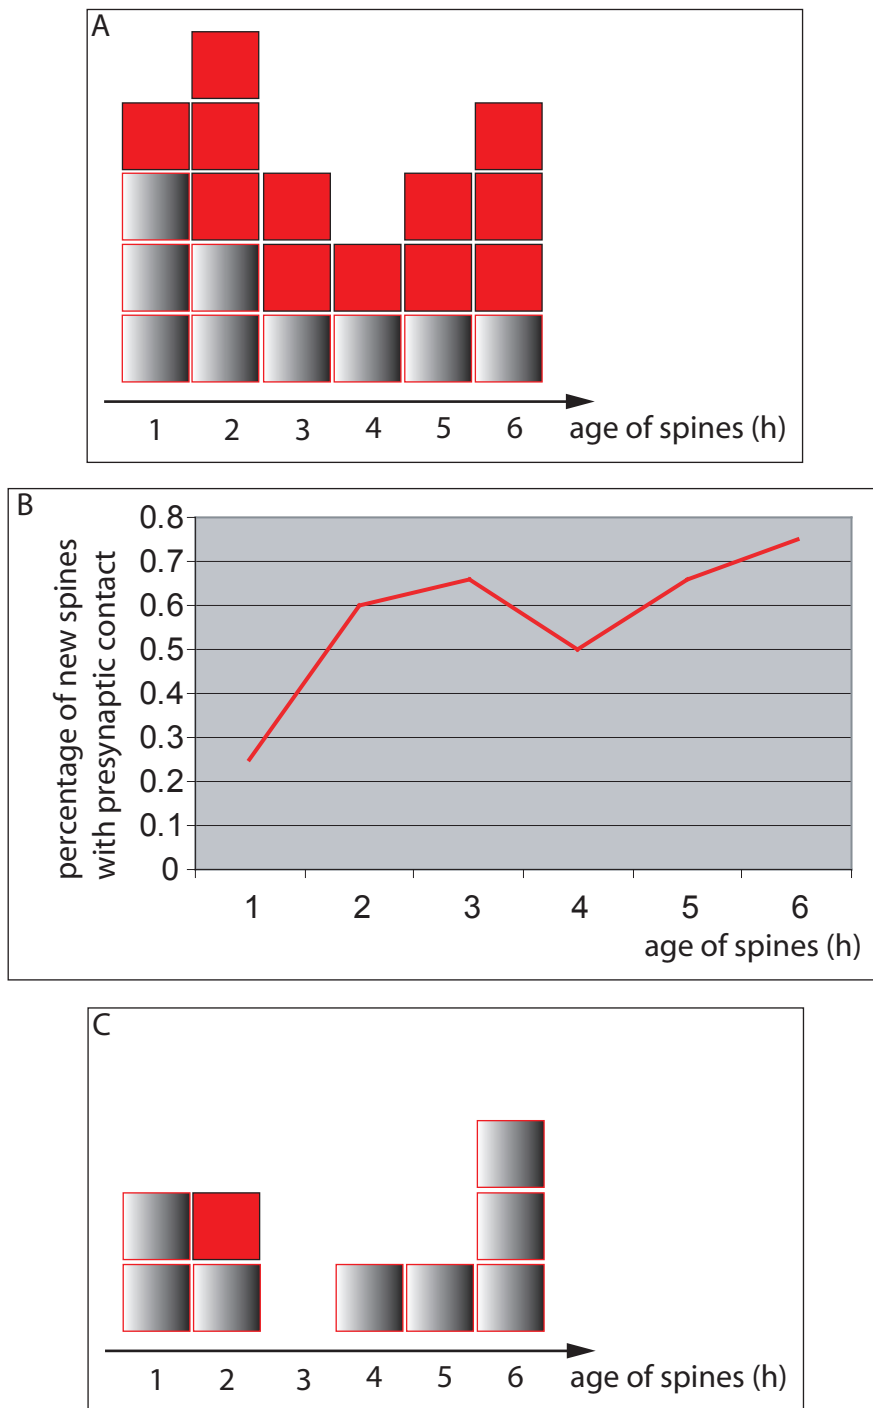 A
1 2 3 4 5 6 age of spines (h)
B
percentage of new spines
with presynaptic contact
0.8
0.7
0.6
0.5
0.4
0.3
0.2
0.1
0
1 2 3 4 5 6
age of spines (h)
C
1 2 3 4 5 6 age of spines (h)